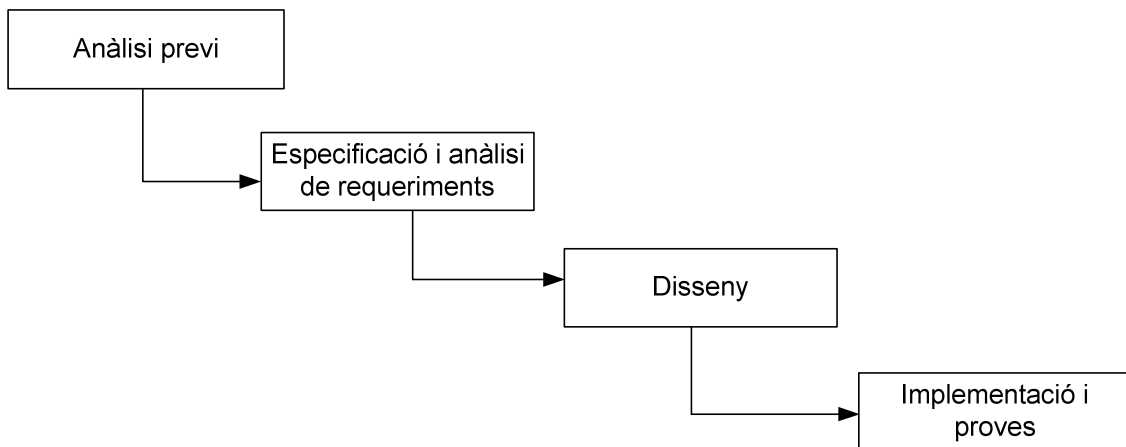 Anàlisi previ
Especificació i anàlisi
de requeriments
Disseny
Implementació i
proves